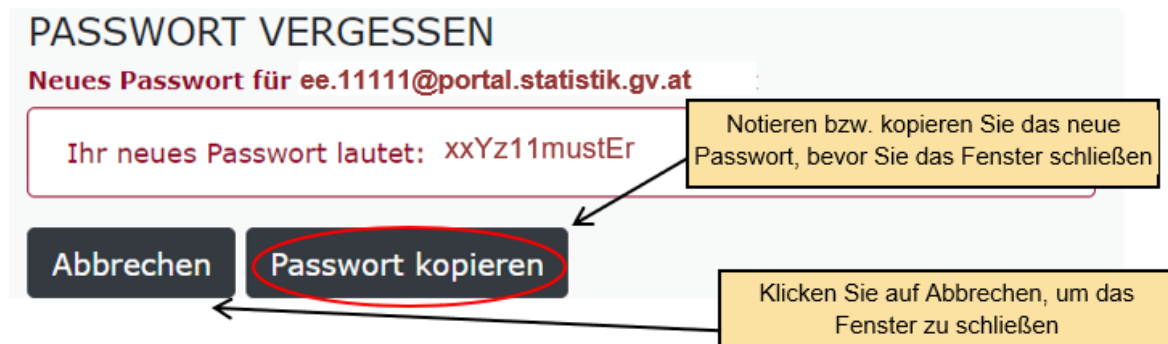 PASSWORT VERGESSEN
Neues Passwort für ee.11111@portal.statistik.gv.at :
Ihr neues Passwort lautet: xxYz11mustEr
Notieren bzw. kopieren Sie das neue
Passwort, bevor Sie das Fenster schließen
Abbrechen
Passwort kopieren
Klicken Sie auf Abbrechen, um das
Fenster zu schließen